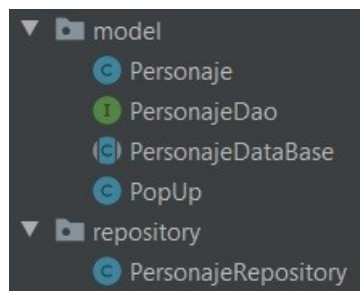 model
C Personaje
I PersonajeDao
C PersonajeDataBase
C PopUp
repository
C PersonajeRepository